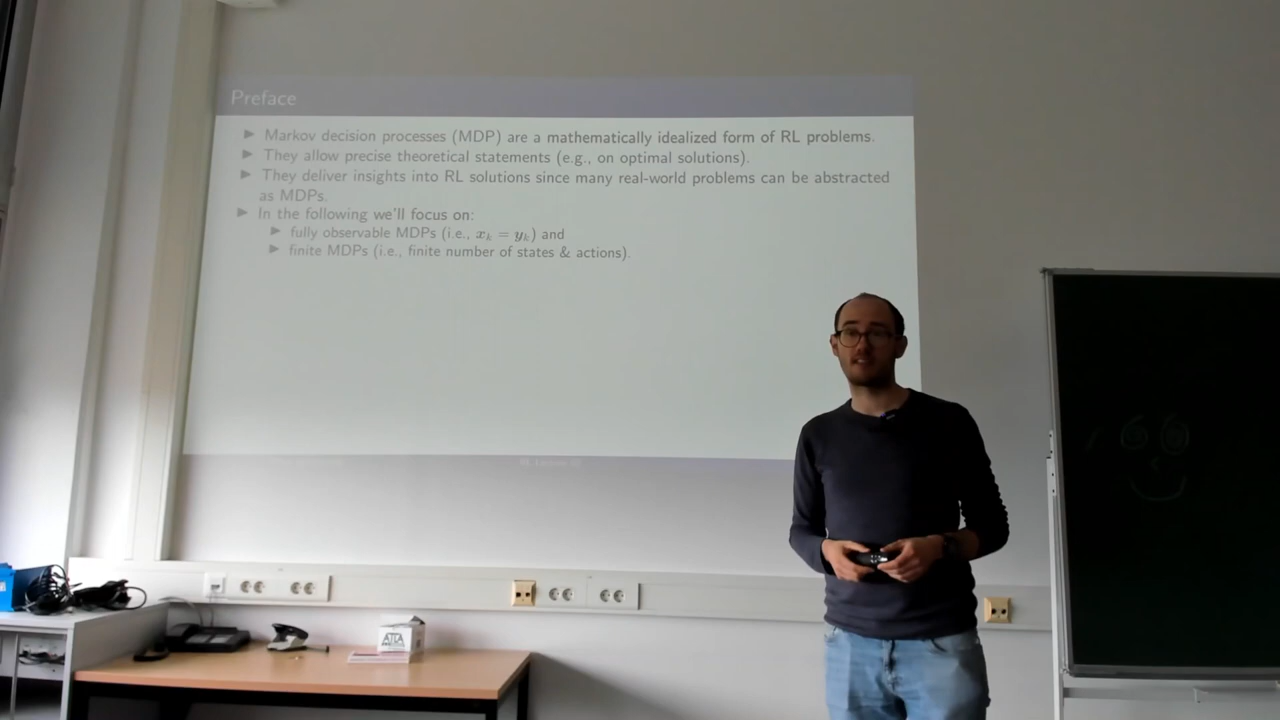 Preface
▶ Markov decision processes (MDP) are a mathematically idealized form of RL problems.
▶ They allow precise theoretical statements (e.g., on optimal solutions).
▶ They deliver insights into RL solutions since many real-world problems can be abstracted
as MDPs.
▶ In the following we'll focus on:
▶ fully observable MDPs (i.e., xₖ = yₖ) and
▶ finite MDPs (i.e., finite number of states & actions).